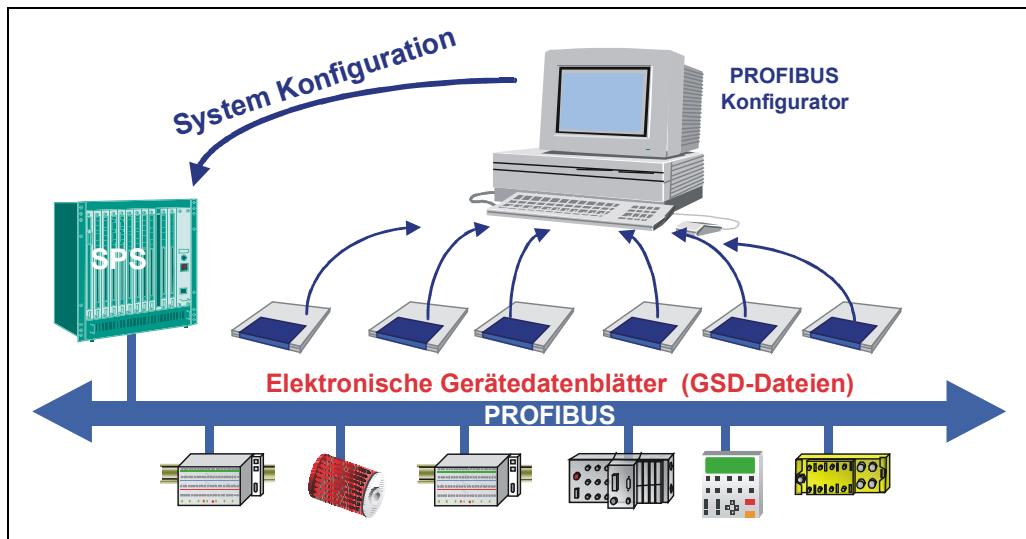 System Konfiguration
PROFIBUS
Konfigurator
SPS
Elektronische Gerätedatenblätter (GSD-Dateien)
PROFIBUS